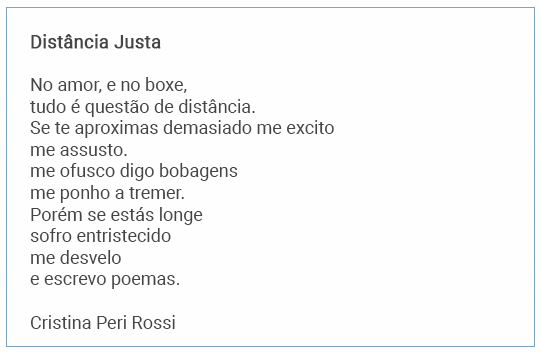 Distância Justa
No amor, e no boxe,
tudo é questão de distância.
Se te aproximas demasiado me excito
me assusto.
me ofusco digo bobagens
me ponho a tremer.
Porém se estás longe
sofro entristecido
me desvelo
e escrevo poemas.
Cristina Peri Rossi